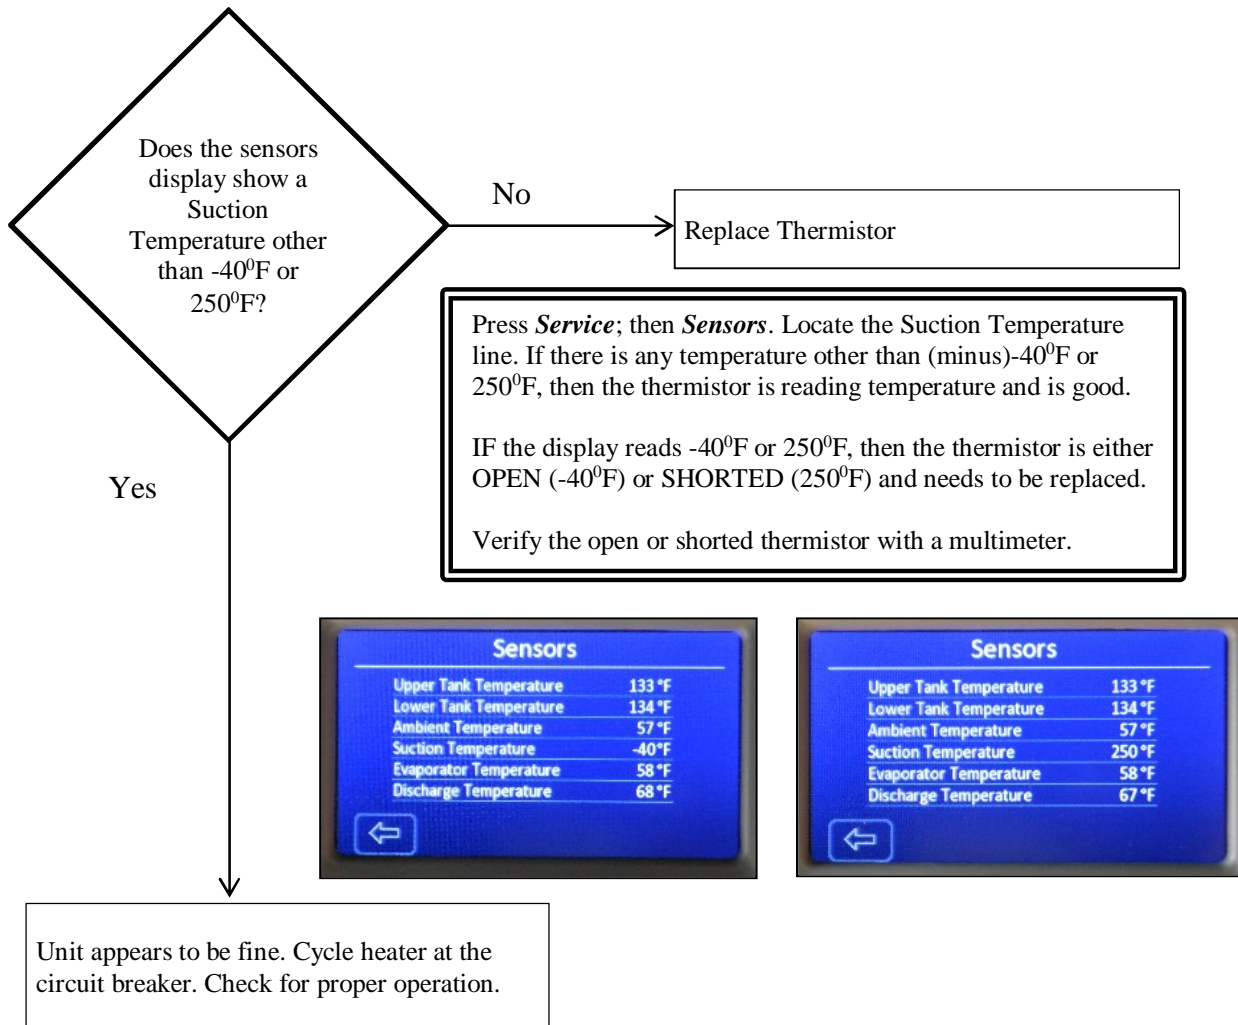 Does the sensors
display show a
Suction
Temperature other
than -40⁰F or
250⁰F?
No
Replace Thermistor
Press Service; then Sensors. Locate the Suction Temperature
line. If there is any temperature other than (minus)-40⁰F or
250⁰F, then the thermistor is reading temperature and is good.
IF the display reads -40⁰F or 250⁰F, then the thermistor is either
OPEN (-40⁰F) or SHORTED (250⁰F) and needs to be replaced.
Verify the open or shorted thermistor with a multimeter.
Yes
Sensors
Upper Tank Temperature 133 °F
Lower Tank Temperature 134 °F
Ambient Temperature 57 °F
Suction Temperature -40°F
Evaporator Temperature 58 °F
Discharge Temperature 68 °F
Sensors
Upper Tank Temperature 133 °F
Lower Tank Temperature 134 °F
Ambient Temperature 57 °F
Suction Temperature 250 °F
Evaporator Temperature 58 °F
Discharge Temperature 67 °F
Unit appears to be fine. Cycle heater at the
circuit breaker. Check for proper operation.